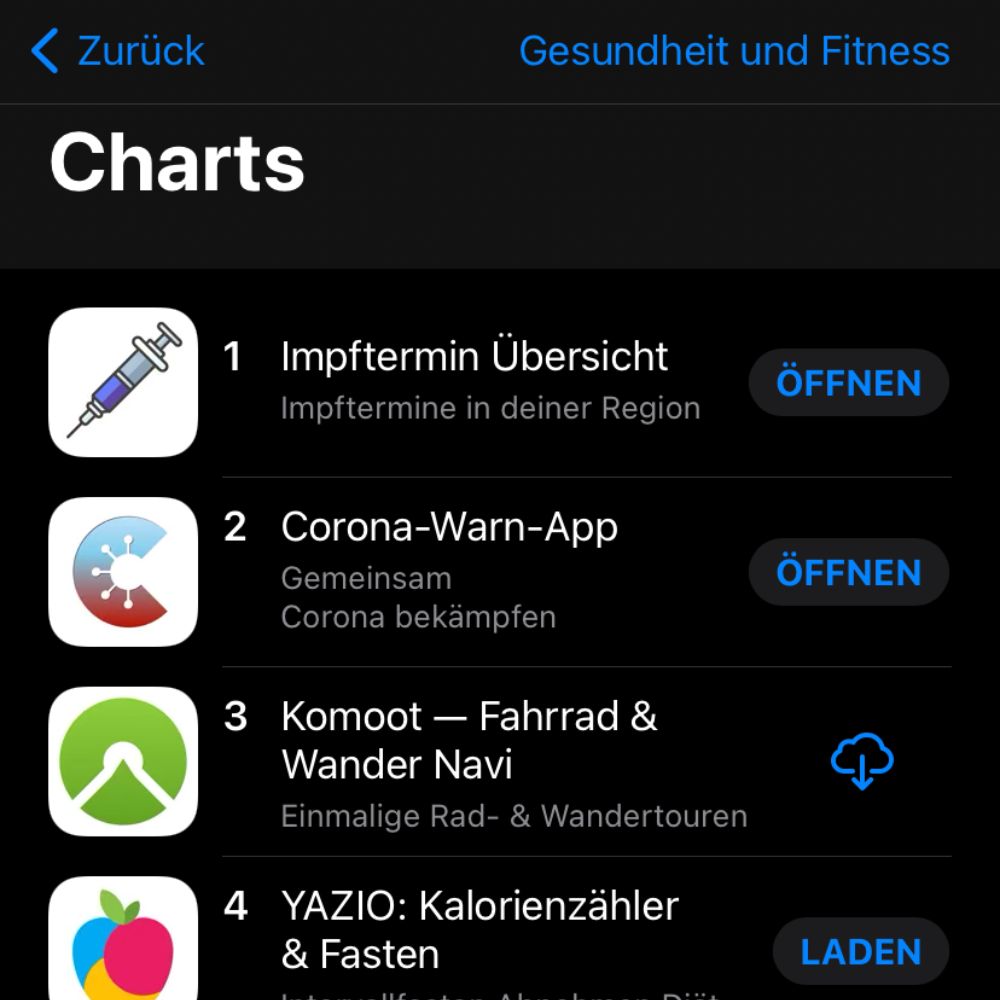 Zurück
Gesundheit und Fitness
Charts
1 Impftermin Übersicht
Impftermine in deiner Region
ÖFFNEN
2 Corona-Warn-App
Gemeinsam
Corona bekämpfen
ÖFFNEN
3 Komoot — Fahrrad &
Wander Navi
Einmalige Rad- & Wandertouren
4 YAZIO: Kalorienzähler
& Fasten
LADEN